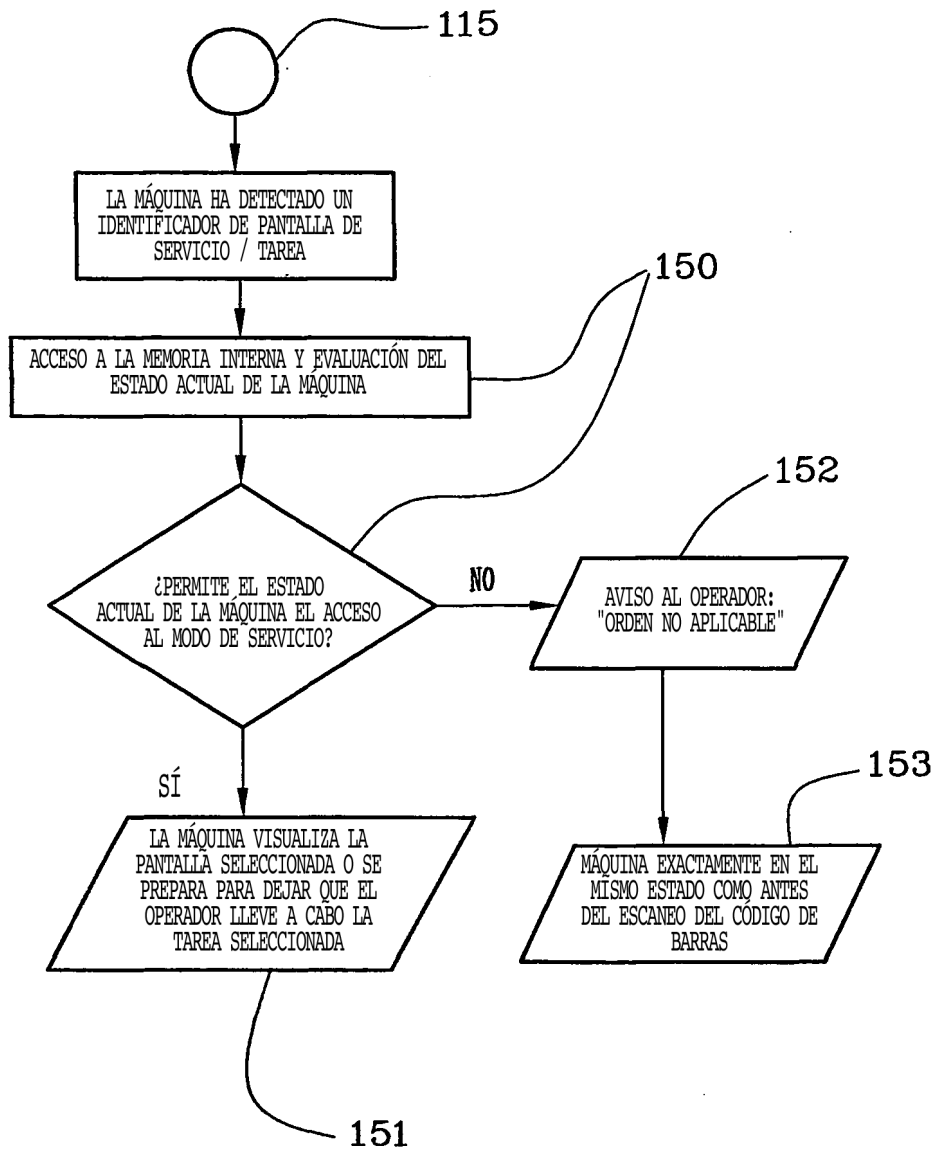 115
LA MÁQUINA HA DETECTADO UN
IDENTIFICADOR DE PANTALLA DE
SERVICIO / TAREA
150
ACCESO A LA MEMORIA INTERNA Y EVALUACIÓN DEL
ESTADO ACTUAL DE LA MÁQUINA
¿PERMITE EL ESTADO
ACTUAL DE LA MÁQUINA EL ACCESO
AL MODO DE SERVICIO?
NO
152
AVISO AL OPERADOR:
"ORDEN NO APLICABLE"
SÍ
153
LA MÁQUINA VISUALIZA LA
PANTALLA SELECCIONADA O SE
PREPARA PARA DEJAR QUE EL
OPERADOR LLEVE A CABO LA
TAREA SELECCIONADA
MÁQUINA EXACTAMENTE EN EL
MISMO ESTADO COMO ANTES
DEL ESCANEO DEL CÓDIGO DE
BARRAS
151